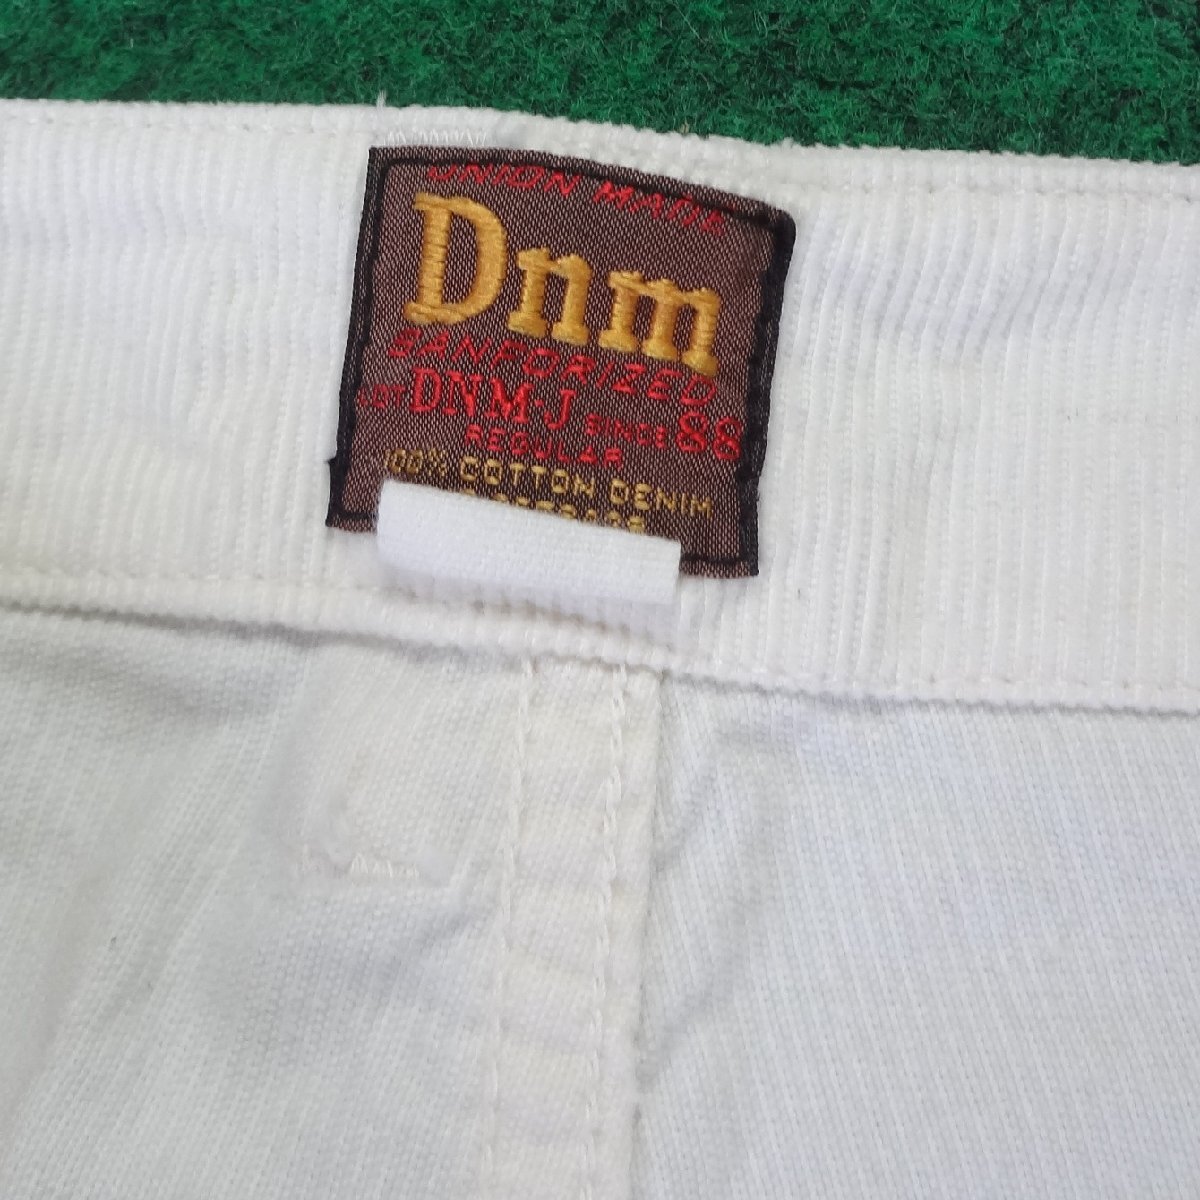 UNION MADE
Dnm
SANFORIZED
LOT DNM-J SINCE 88
REGULAR
100% COTTON DENIM